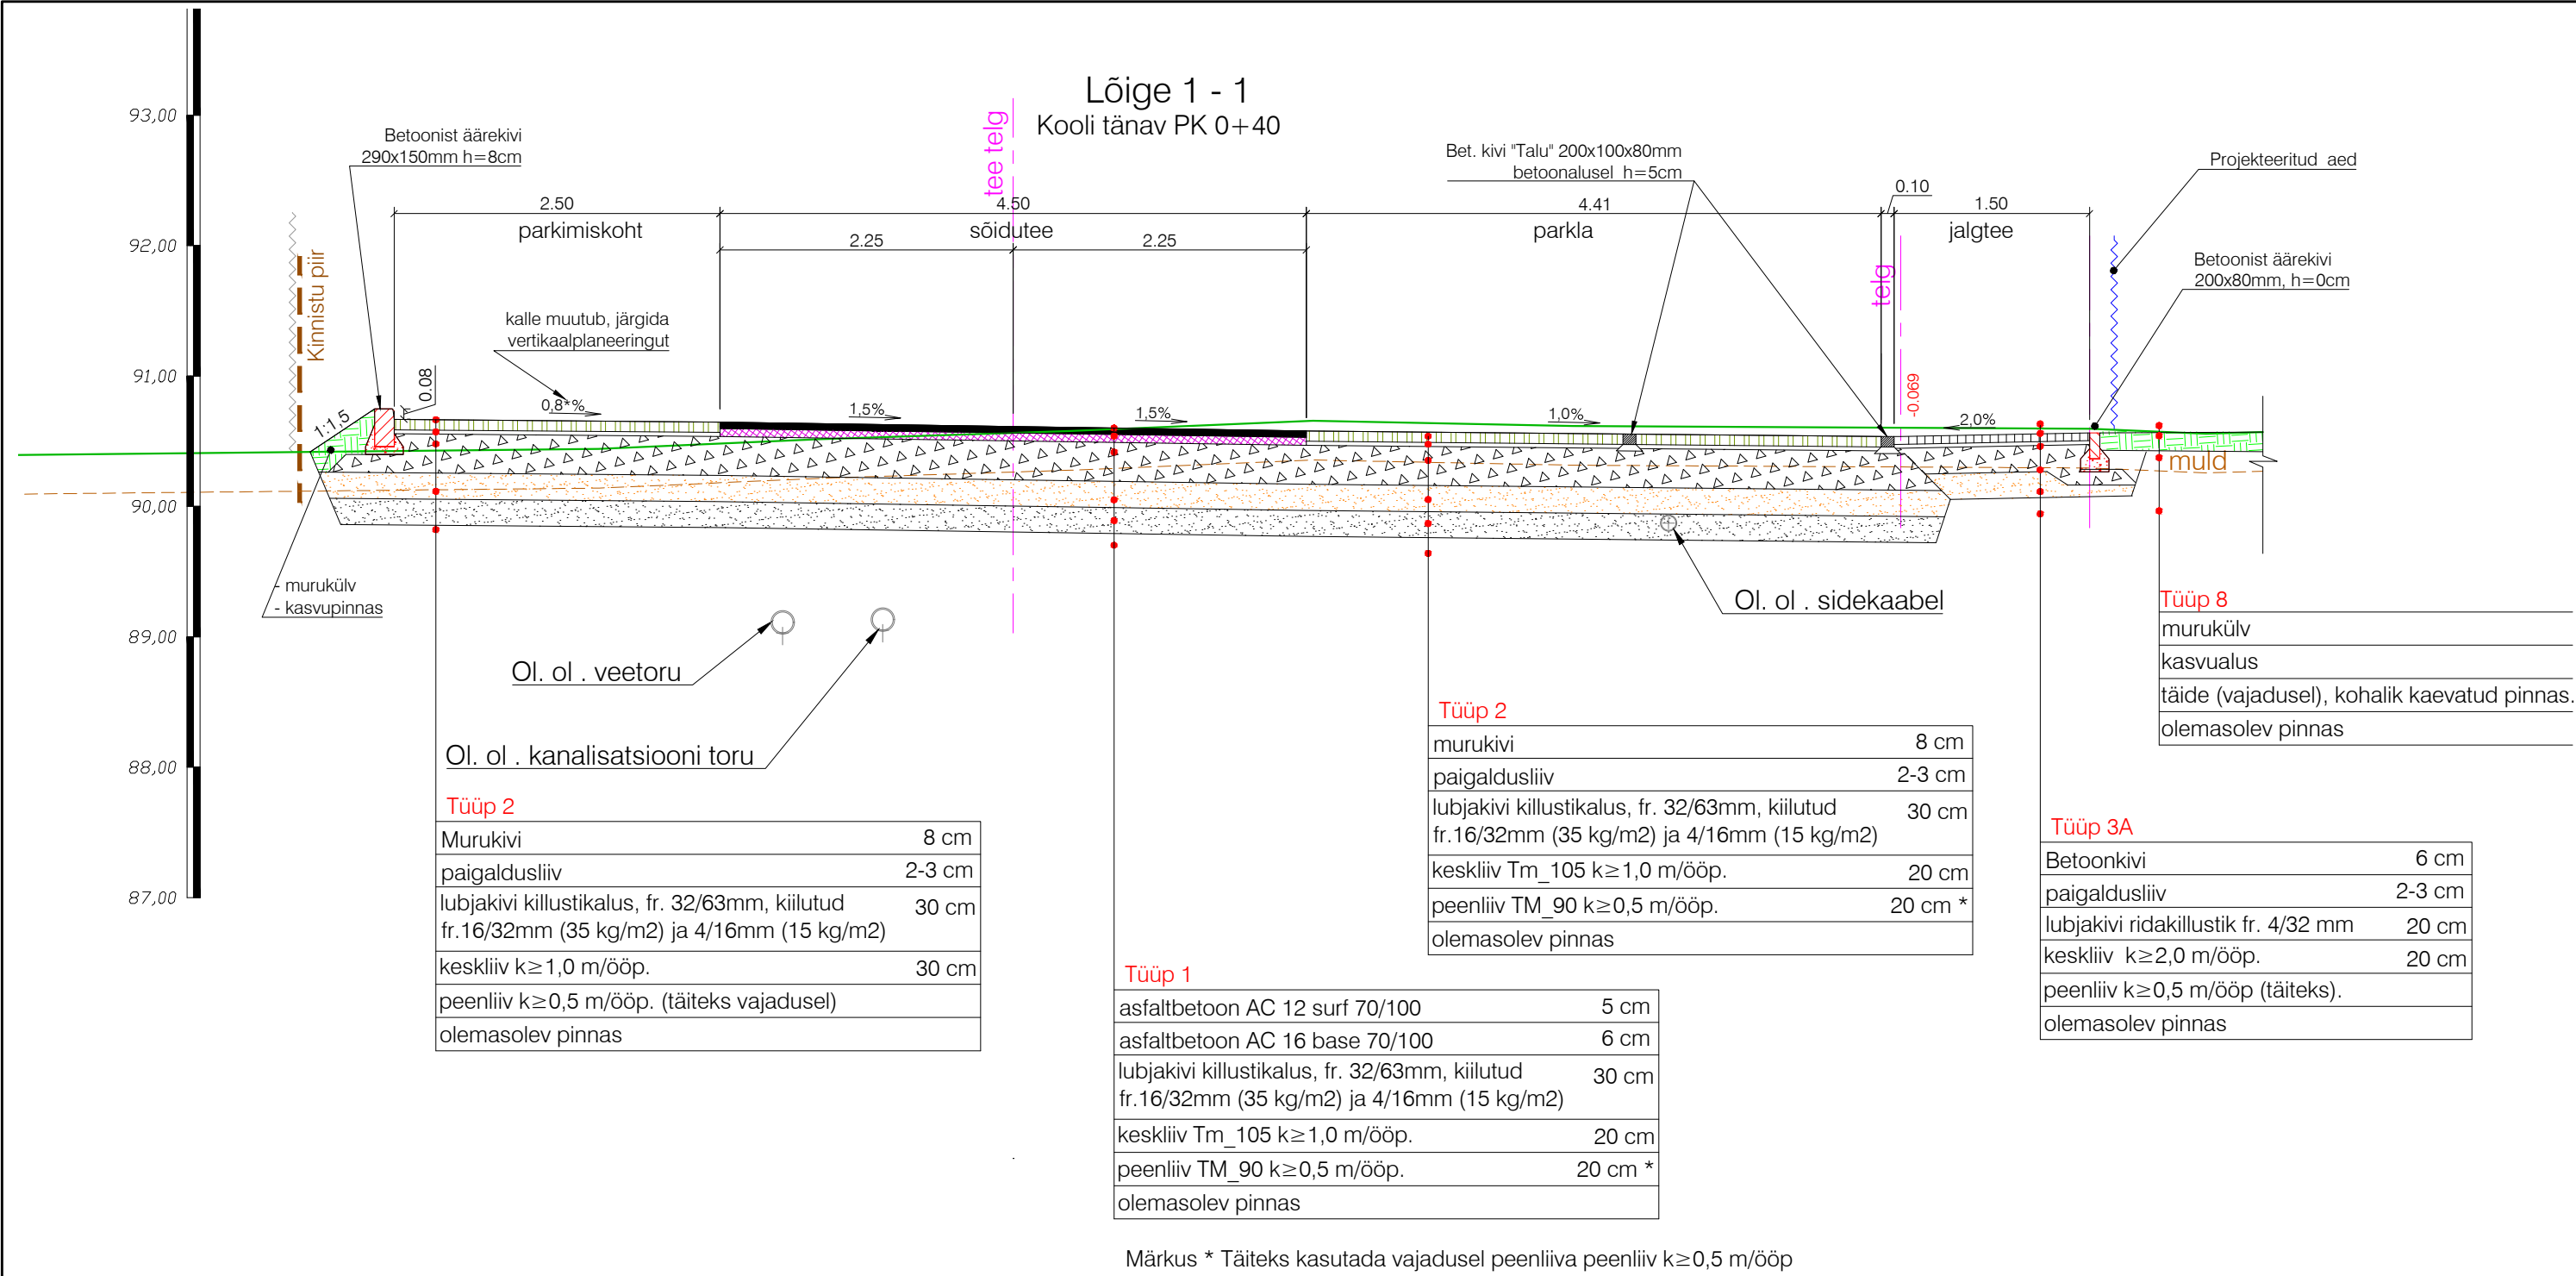 Lõige 1 - 1
Kooli tänav PK 0+40
93,00
92,00
91,00
90,00
89,00
88,00
87,00
Betoonist äärekivi
290x150mm h=8cm
tee telg
Bet. kivi "Talu" 200x100x80mm
betoonalusel h=5cm
Projekteeritud aed
2.50
4.50
4.41
0.10
1.50
parkimiskoht
sõidutee
parkla
jalgtee
2.25
2.25
Kinnistu piir
telg
Betoonist äärekivi
200x80mm, h=0cm
kalle muutub, järgida
vertikaalplaneeringut
0.08
-0.069
1:1.5
0,8*%
1,5%
1,5%
1,0%
2,0%
muld
- murukülv
- kasvupinnas
Ol. ol . veetoru
Ol. ol . kanalisatsiooni toru
Ol. ol . sidekaabel
Tüüp 2
Murukivi 8 cm
paigaldusliiv 2-3 cm
lubjakivi killustikalus, fr. 32/63mm, kiilutud 30 cm
fr.16/32mm (35 kg/m2) ja 4/16mm (15 kg/m2)
keskliiv k≥1,0 m/ööp. 30 cm
peenliiv k≥0,5 m/ööp. (täiteks vajadusel)
olemasolev pinnas
Tüüp 1
asfaltbetoon AC 12 surf 70/100 5 cm
asfaltbetoon AC 16 base 70/100 6 cm
lubjakivi killustikalus, fr. 32/63mm, kiilutud 30 cm
fr.16/32mm (35 kg/m2) ja 4/16mm (15 kg/m2)
keskliiv Tm_105 k≥1,0 m/ööp. 20 cm
peenliiv TM_90 k≥0,5 m/ööp. 20 cm *
olemasolev pinnas
Tüüp 2
murukivi 8 cm
paigaldusliiv 2-3 cm
lubjakivi killustikalus, fr. 32/63mm, kiilutud 30 cm
fr.16/32mm (35 kg/m2) ja 4/16mm (15 kg/m2)
keskliiv Tm_105 k≥1,0 m/ööp. 20 cm
peenliiv TM_90 k≥0,5 m/ööp. 20 cm *
olemasolev pinnas
Tüüp 3A
Betoonkivi 6 cm
paigaldusliiv 2-3 cm
lubjakivi ridakillustik fr. 4/32 mm 20 cm
keskliiv k≥2,0 m/ööp. 20 cm
peenliiv k≥0,5 m/ööp (täiteks).
olemasolev pinnas
Tüüp 8
murukülv
kasvualus
täide (vajadusel), kohalik kaevatud pinnas.
olemasolev pinnas
Märkus * Täiteks kasutada vajadusel peenliiva peenliiv k≥0,5 m/ööp